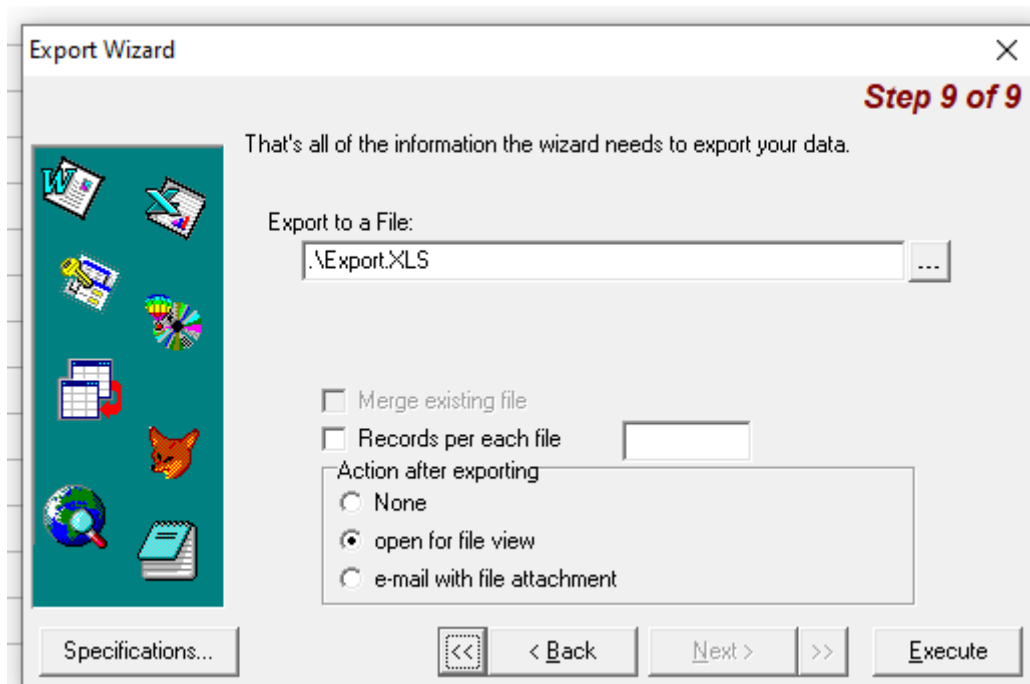 Export Wizard
Step 9 of 9
That's all of the information the wizard needs to export your data.
Export to a File:
.\Export.XLS
...
Merge existing file
Records per each file
Action after exporting
None
open for file view
e-mail with file attachment
Specifications...
<<
< Back
Next >
>>
Execute